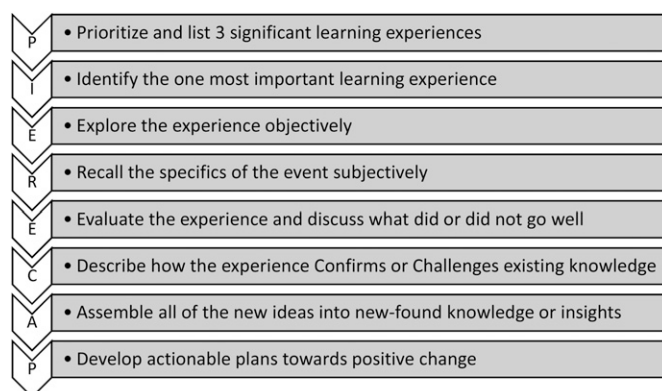 P • Prioritize and list 3 significant learning experiences
I • Identify the one most important learning experience
E • Explore the experience objectively
R • Recall the specifics of the event subjectively
E • Evaluate the experience and discuss what did or did not go well
C • Describe how the experience Confirms or Challenges existing knowledge
A • Assemble all of the new ideas into new-found knowledge or insights
P • Develop actionable plans towards positive change